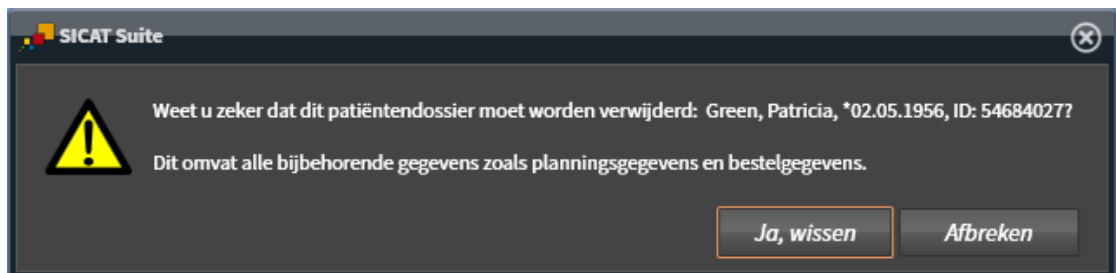 SICAT Suite
Weet u zeker dat dit patiëntendossier moet worden verwijderd: Green, Patricia, *02.05.1956, ID: 54684027?
Dit omvat alle bijbehorende gegevens zoals planningsgegevens en bestelgegevens.
Ja, wissen
Afbreken